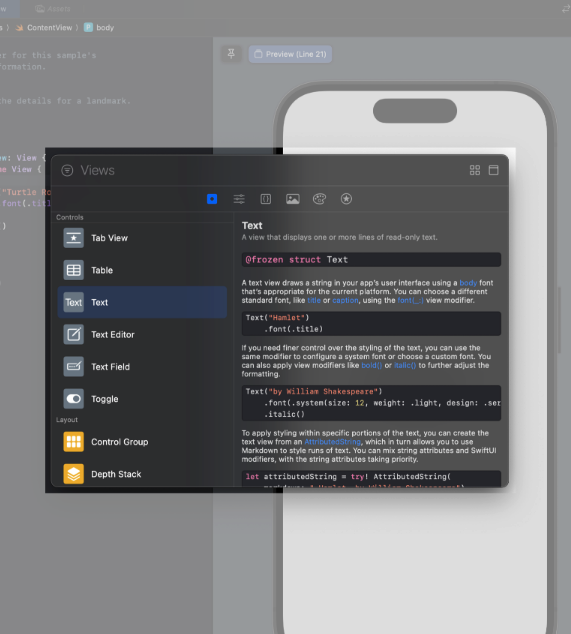 Assets
ContentView
body
er for this sample's
formation.
the details for a landmark.
ew: View {
me View {
"Turtle Ro
.font(.titl
)
Preview (Line 21)
Views
Controls
Tab View
Table
Text Text
Text Editor
Text Field
Toggle
Layout
Control Group
Depth Stack
Text
A view that displays one or more lines of read-only text.
@frozen struct Text
A text view draws a string in your app's user interface using a body font
that's appropriate for the current platform. You can choose a different
standard font, like title or caption, using the font(_:) view modifier.
Text("Hamlet")
.font(.title)
If you need finer control over the styling of the text, you can use the
same modifier to configure a system font or choose a custom font. You
can also apply view modifiers like bold() or italic() to further adjust the
formatting.
Text("by William Shakespeare")
.font(.system(size: 12, weight: .light, design: .ser
.italic()
To apply styling within specific portions of the text, you can create the
text view from an AttributedString, which in turn allows you to use
Markdown to style runs of text. You can mix string attributes and SwiftUI
modifiers, with the string attributes taking priority.
let attributedString = try! AttributedString(